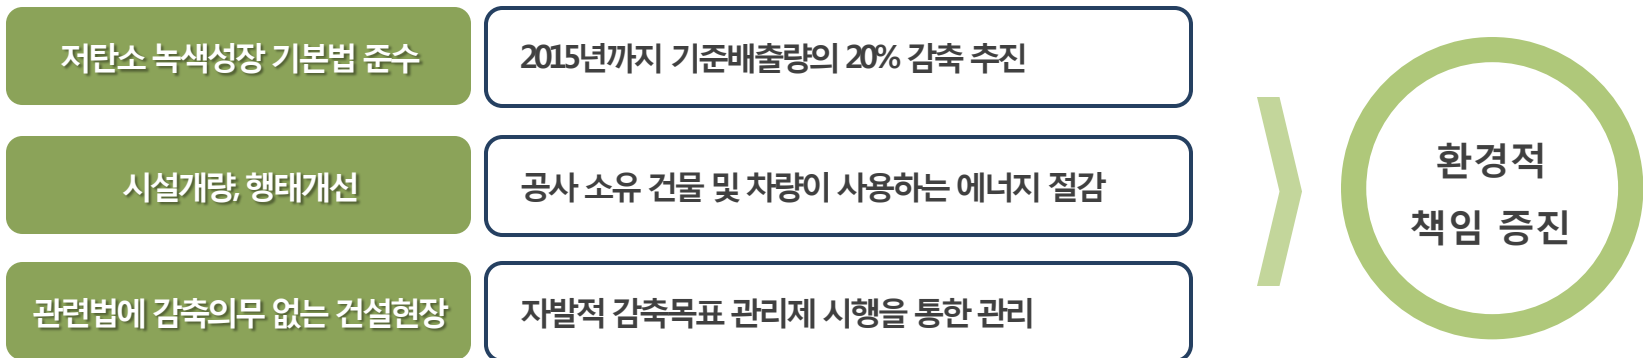 저탄소 녹색성장 기본법 준수
2015년까지 기준배출량의 20% 감축 추진
시설개량, 행태개선
공사 소유 건물 및 차량이 사용하는 에너지 절감
관련법에 감축의무 없는 건설현장
자발적 감축목표 관리제 시행을 통한 관리
환경적
책임 증진